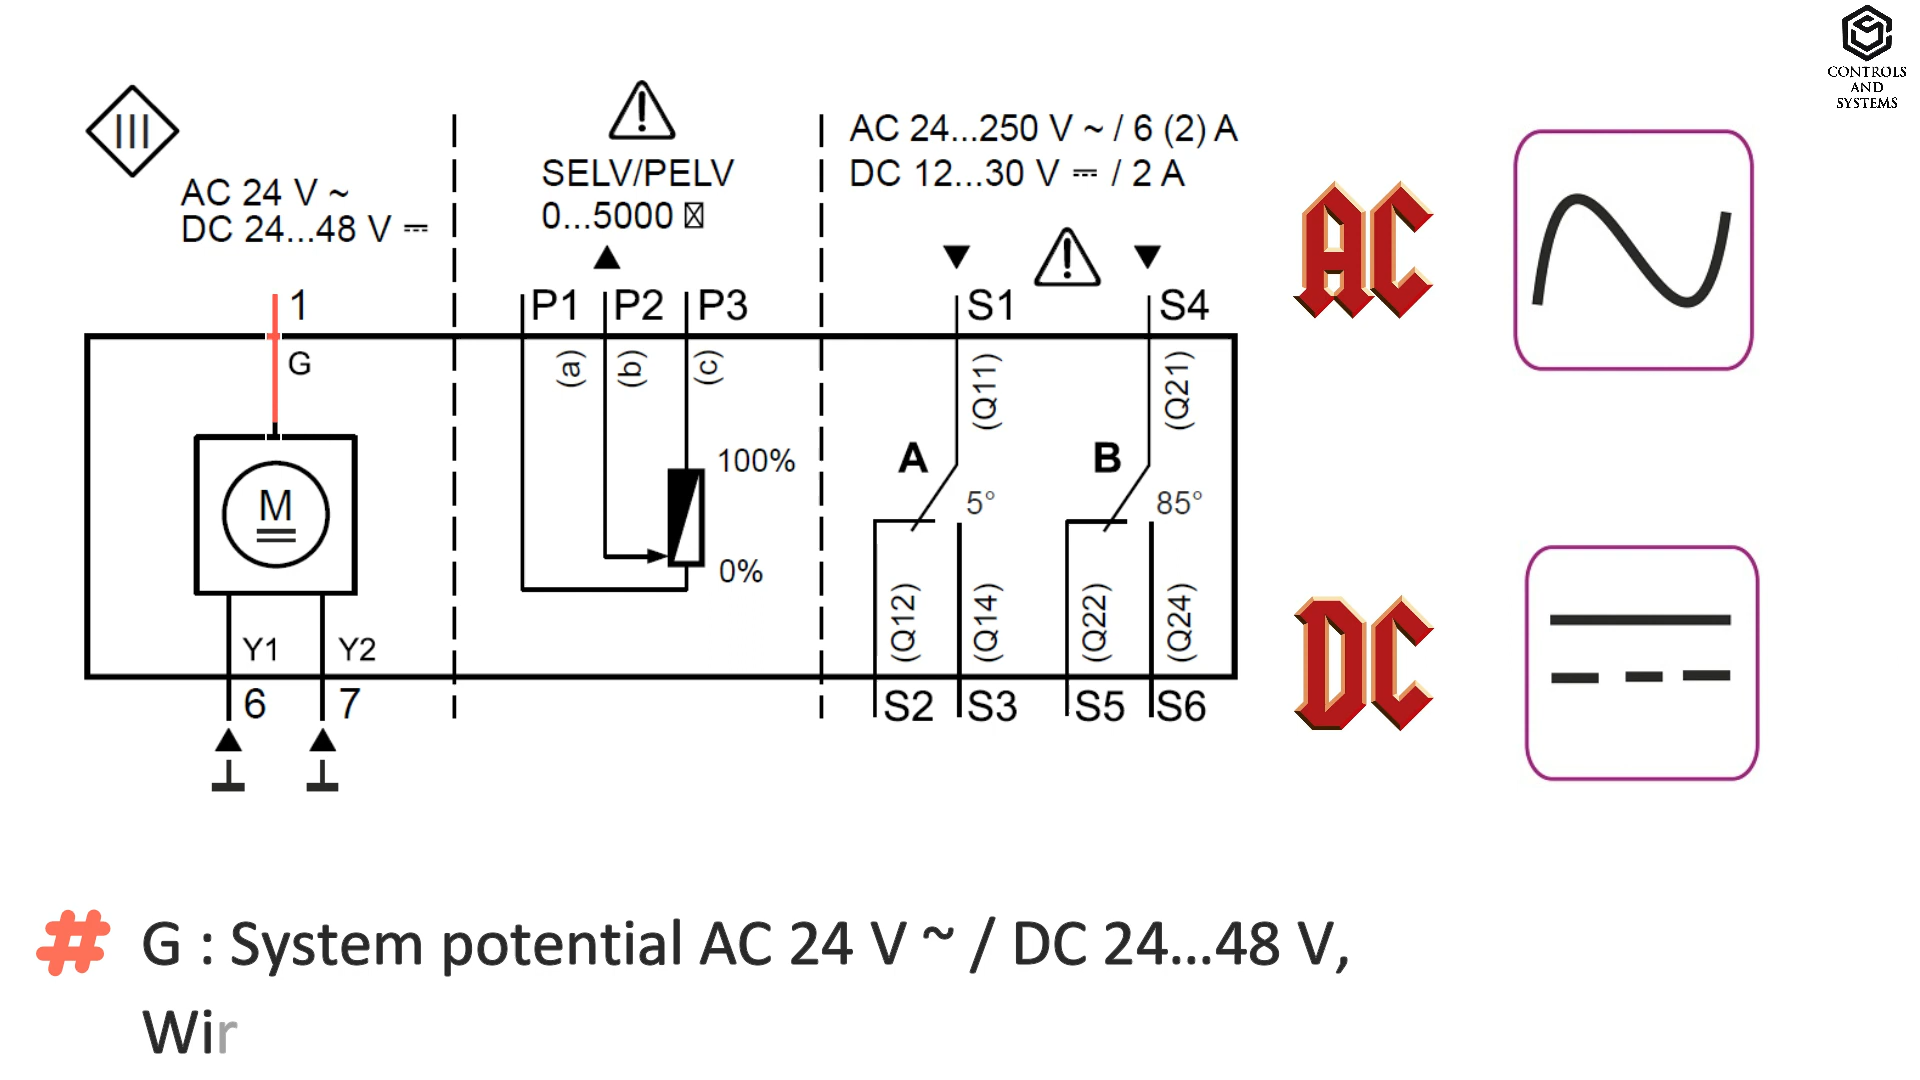 CONTROLS
AND
SYSTEMS
III
AC 24 V ~
DC 24...48 V ⎓
SELV/PELV
0...5000 ☒
AC 24...250 V ~ / 6 (2) A
DC 12...30 V ⎓ / 2 A
AC
1
P1
P2
P3
S1
S4
G
(a)
(b)
(c)
(Q11)
(Q21)
A
B
100%
5°
85°
M
0%
DC
(Q12)
(Q14)
(Q22)
(Q24)
Y1
Y2
6
7
S2
S3
S5
S6
# G : System potential AC 24 V ~ / DC 24...48 V,
Wir